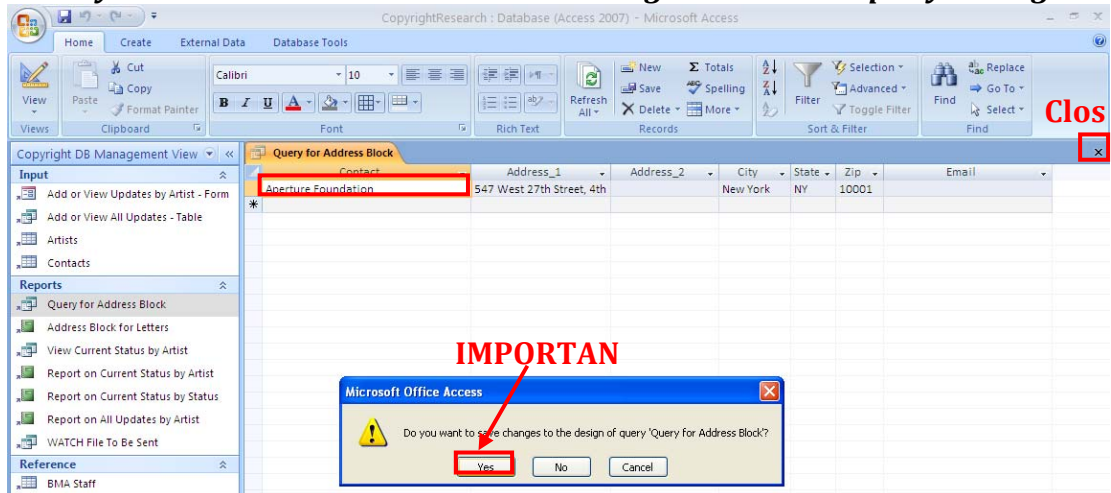 CopyrightResearch : Database (Access 2007) - Microsoft Access
Home Create External Data Database Tools
Cut
Copy
Format Painter
View
Paste
Calibri 10
B I U A
Refresh All
New
Save
Delete
Σ Totals
Spelling
More
Filter
Selection
Advanced
Toggle Filter
Find
Replace
Go To
Select
Views Clipboard Font Rich Text Records Sort & Filter Find
Clos
Copyright DB Management View «
Query for Address Block
Input
Add or View Updates by Artist - Form
Add or View All Updates - Table
Artists
Contacts
Reports
Query for Address Block
Address Block for Letters
View Current Status by Artist
Report on Current Status by Artist
Report on Current Status by Status
Report on All Updates by Artist
WATCH File To Be Sent
Reference
BMA Staff
Contact Address_1 Address_2 City State Zip Email
Aperture Foundation 547 West 27th Street, 4th New York NY 10001
IMPORTAN
Microsoft Office Access
Do you want to save changes to the design of query 'Query for Address Block'?
Yes No Cancel